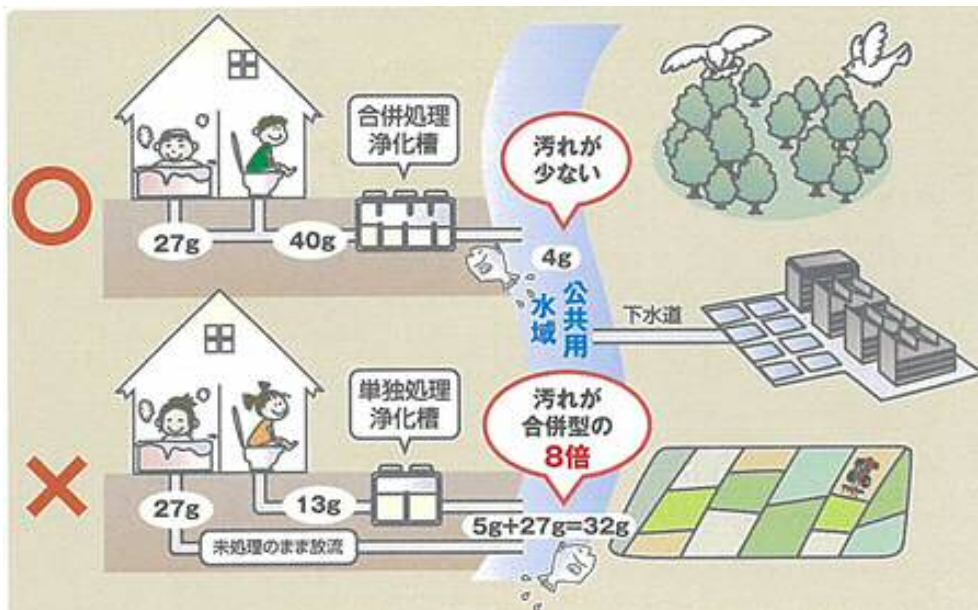 合併処理
浄化槽
汚れが
少ない
27g
40g
4g
公共用
水域
下水道
単独処理
浄化槽
汚れが
合併型の
8倍
27g
13g
5g+27g=32g
未処理のまま放流